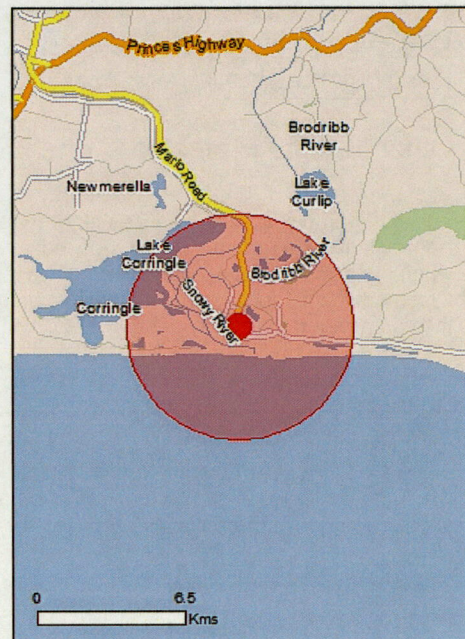 Princes Highway
Brodribb
River
Marlo Road
Newmerella
Lake
Curlip
Lake
Corringle
Brodribb River
Corringle
Snowy River
0 6.5
Kms